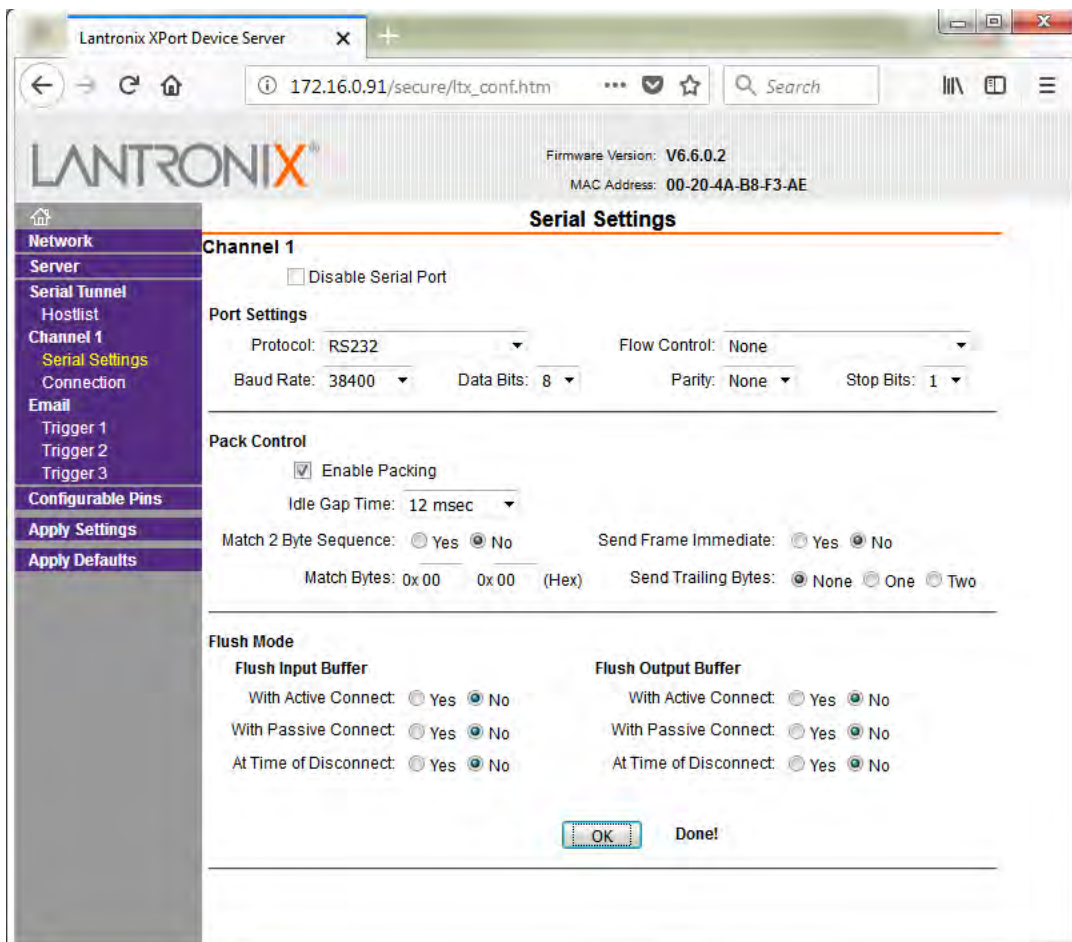 Lantronix XPort Device Server
172.16.0.91/secure/ltx_conf.htm
Search
LANTRONIX®
Firmware Version: V6.6.0.2
MAC Address: 00-20-4A-B8-F3-AE
Network
Server
Serial Tunnel
Hostlist
Channel 1
Serial Settings
Connection
Email
Trigger 1
Trigger 2
Trigger 3
Configurable Pins
Apply Settings
Apply Defaults
Serial Settings
Channel 1
Disable Serial Port
Port Settings
Protocol: RS232 Flow Control: None
Baud Rate: 38400 Data Bits: 8 Parity: None Stop Bits: 1
Pack Control
Enable Packing
Idle Gap Time: 12 msec
Match 2 Byte Sequence: Yes No Send Frame Immediate: Yes No
Match Bytes: 0x 00 0x 00 (Hex) Send Trailing Bytes: None One Two
Flush Mode
Flush Input Buffer Flush Output Buffer
With Active Connect: Yes No With Active Connect: Yes No
With Passive Connect: Yes No With Passive Connect: Yes No
At Time of Disconnect: Yes No At Time of Disconnect: Yes No
OK Done!